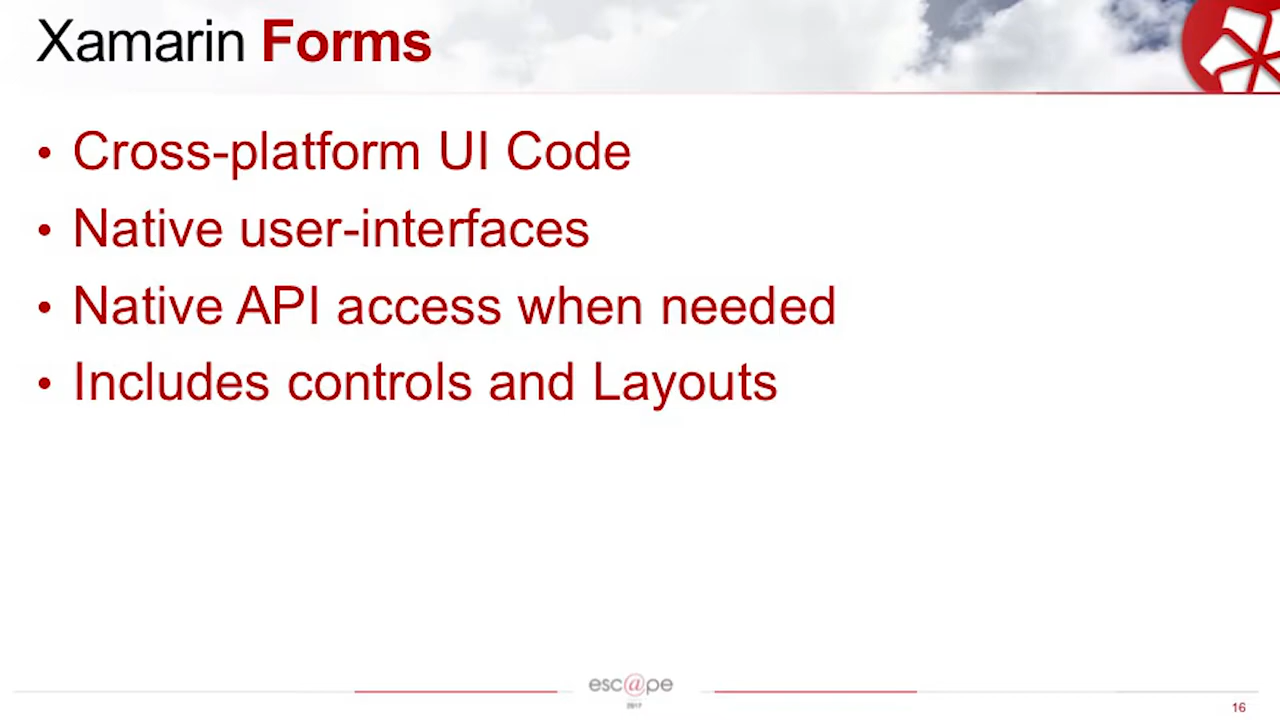 Xamarin Forms
• Cross-platform UI Code
• Native user-interfaces
• Native API access when needed
• Includes controls and Layouts
esc@pe
2017
16